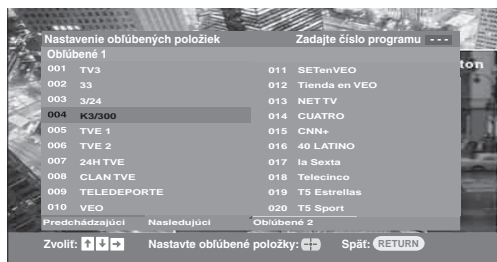 Nastavenie obľúbených položiek Zadajte číslo programu - - -
Obľúbené 1
ton
001 TV3
002 33
003 3/24
004 K3/300
005 TVE 1
006 TVE 2
007 24H TVE
008 CLAN TVE
009 TELEDEPORTE
010 VEO
011 SETenVEO
012 Tienda en VEO
013 NET TV
014 CUATRO
015 CNN+
016 40 LATINO
017 la Sexta
018 Telecinco
019 T5 Estrellas
020 T5 Sport
Predchádzajúci Nasledujúci Obľúbené 2
Zvoliť: ↑ ↓ → Nastavte obľúbené položky: Späť: RETURN